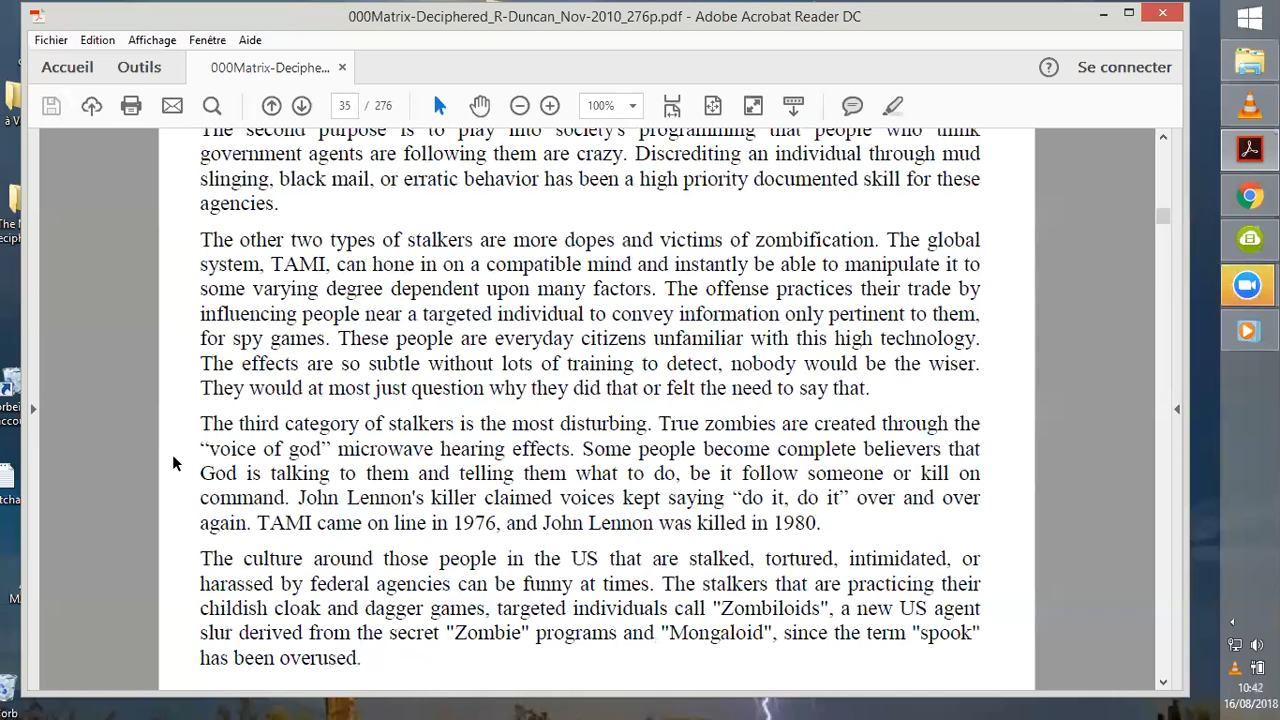 000Matrix-Deciphered_R-Duncan_Nov-2010_276p.pdf - Adobe Acrobat Reader DC
Fichier Edition Affichage Fenêtre Aide
Accueil Outils 000Matrix-Deciphe... × ? Se connecter
35 / 276 100%
The second purpose is to play into society's programming that people who think
government agents are following them are crazy. Discrediting an individual through mud
slinging, black mail, or erratic behavior has been a high priority documented skill for these
agencies.
The other two types of stalkers are more dopes and victims of zombification. The global
system, TAMI, can hone in on a compatible mind and instantly be able to manipulate it to
some varying degree dependent upon many factors. The offense practices their trade by
influencing people near a targeted individual to convey information only pertinent to them,
for spy games. These people are everyday citizens unfamiliar with this high technology.
The effects are so subtle without lots of training to detect, nobody would be the wiser.
They would at most just question why they did that or felt the need to say that.
The third category of stalkers is the most disturbing. True zombies are created through the
“voice of god” microwave hearing effects. Some people become complete believers that
God is talking to them and telling them what to do, be it follow someone or kill on
command. John Lennon's killer claimed voices kept saying “do it, do it” over and over
again. TAMI came on line in 1976, and John Lennon was killed in 1980.
The culture around those people in the US that are stalked, tortured, intimidated, or
harassed by federal agencies can be funny at times. The stalkers that are practicing their
childish cloak and dagger games, targeted individuals call "Zombiloids", a new US agent
slur derived from the secret "Zombie" programs and "Mongaloid", since the term "spook"
has been overused.
10:42
16/08/2018